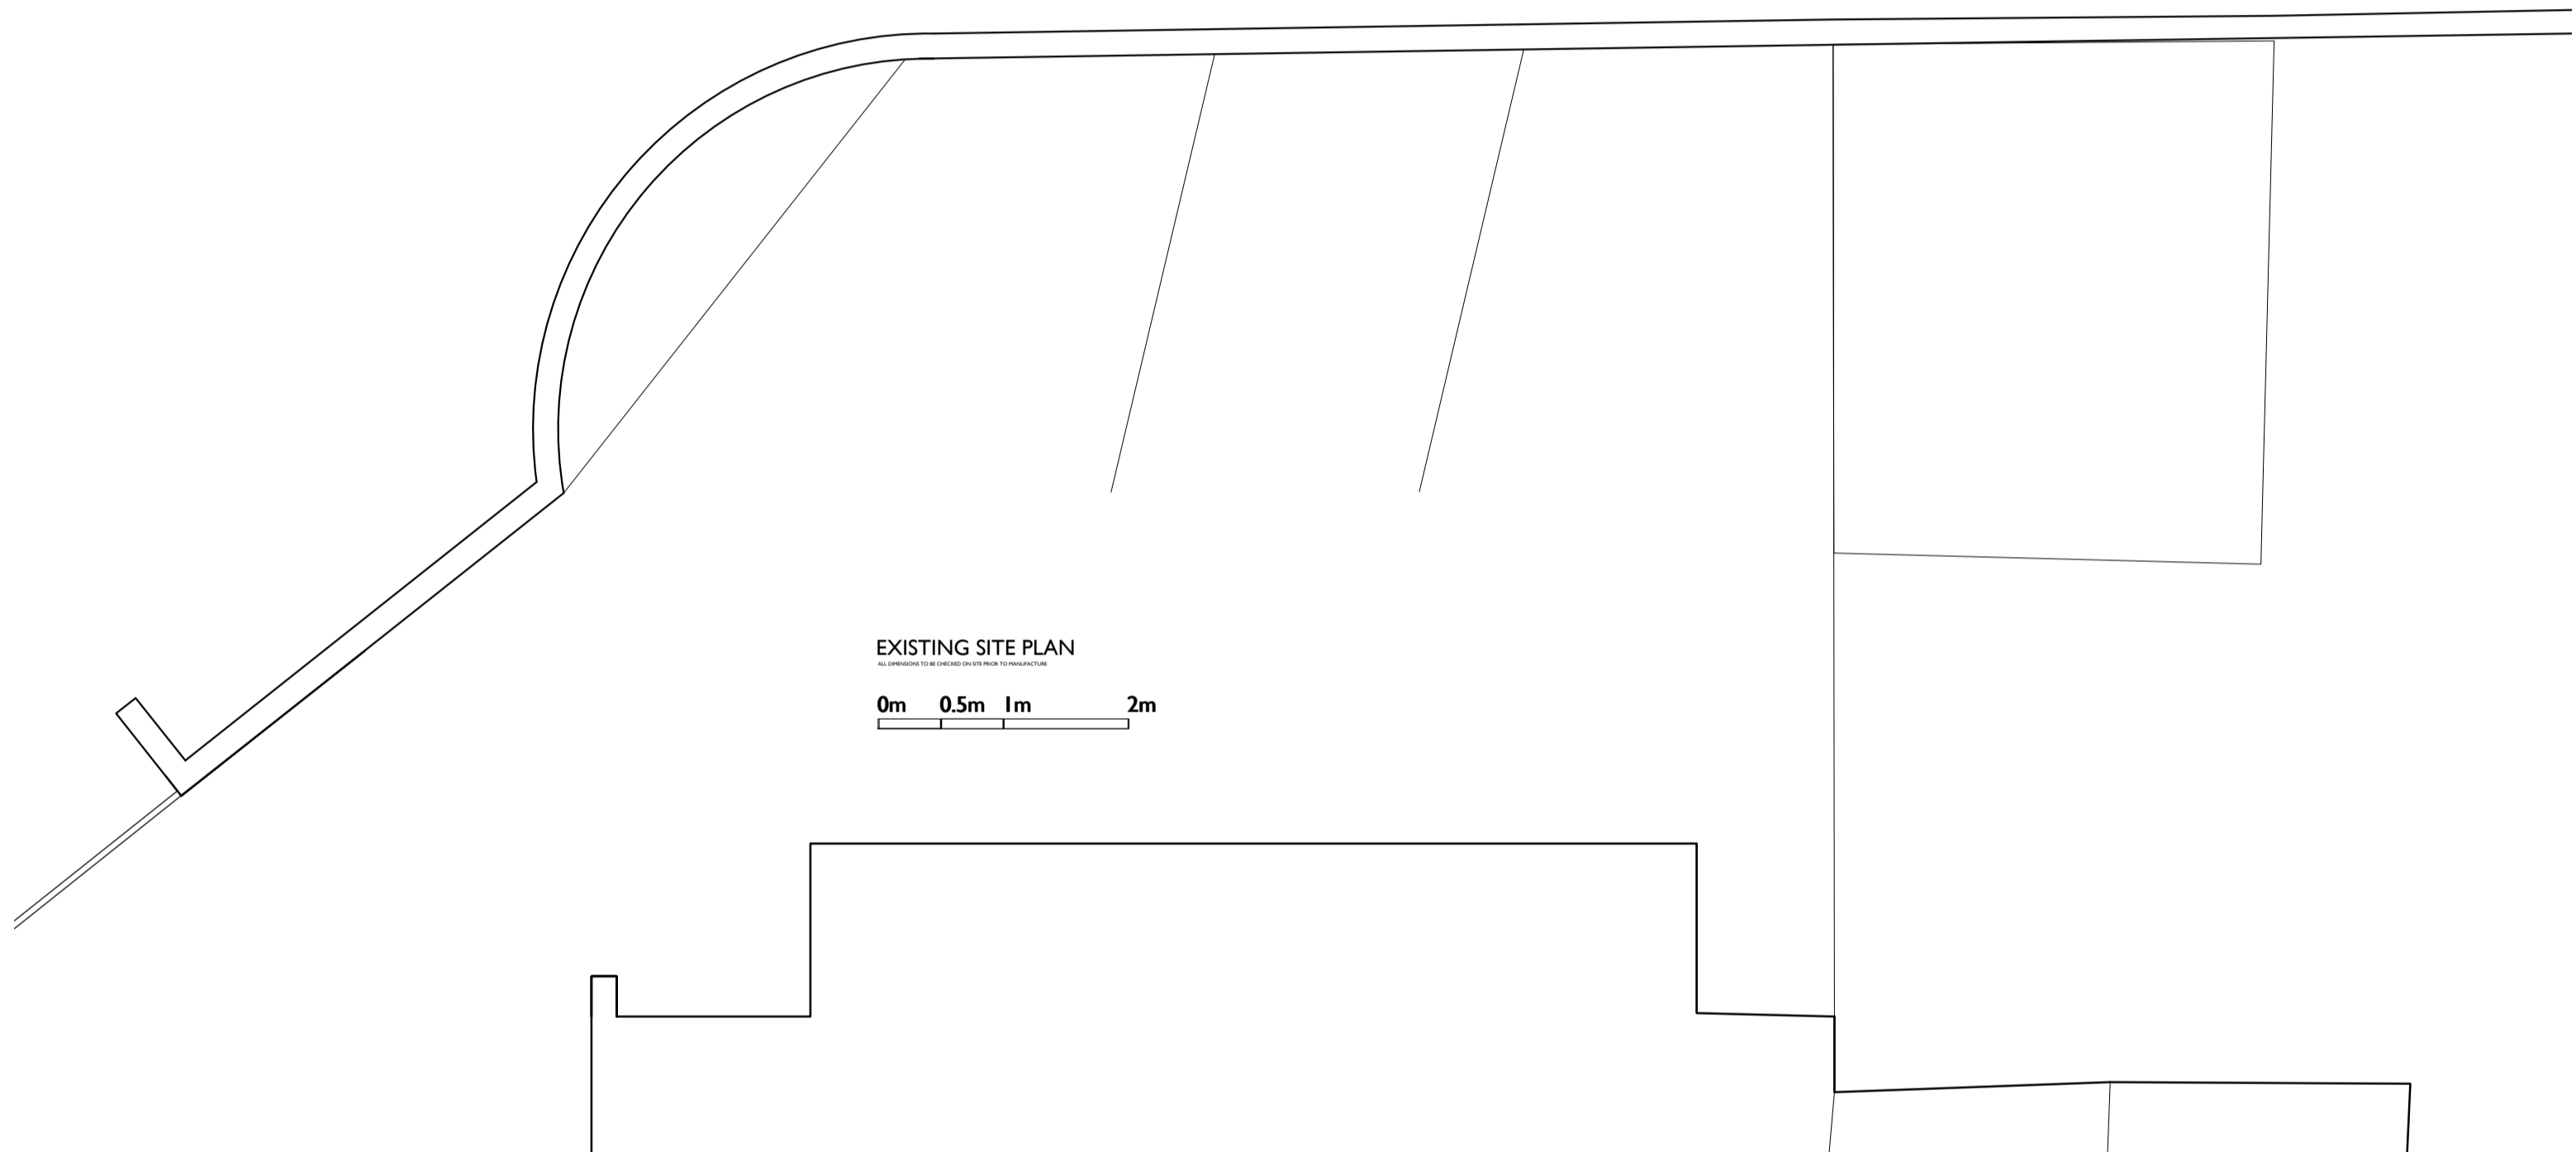 EXISTING SITE PLAN
ALL DIMENSIONS TO BE CHECKED ON SITE PRIOR TO MANUFACTURE
0m 0.5m 1m 2m